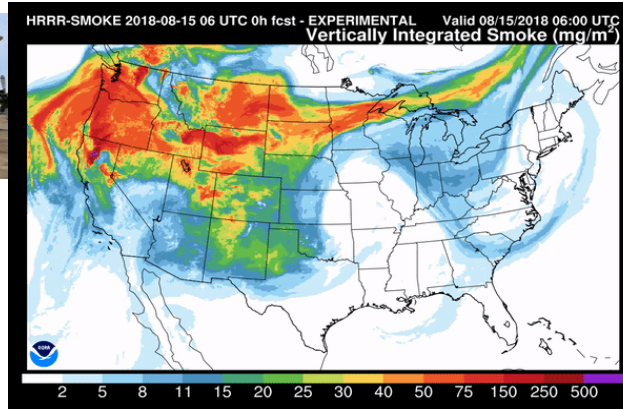 HRRR-SMOKE 2018-08-15 06 UTC 0h fcst - EXPERIMENTAL Valid 08/15/2018 06:00 UTC
Vertically Integrated Smoke (mg/m²)
NOAA
2 5 8 11 15 20 25 30 40 50 75 150 250 500